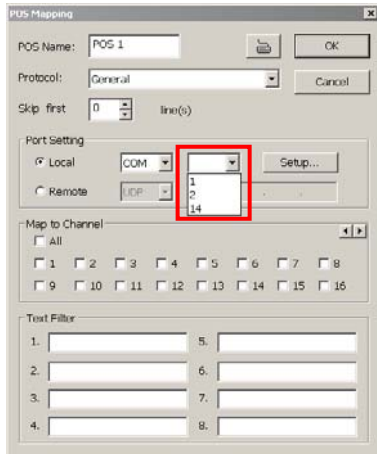 POS Mapping
POS Name: POS 1 OK
Protocol: General Cancel
Skip first 0 line(s)
Port Setting
Local COM Setup...
1
Remote UDP 2
14
Map to Channel
All
1 2 3 4 5 6 7 8
9 10 11 12 13 14 15 16
Text Filter
1. 5.
2. 6.
3. 7.
4. 8.